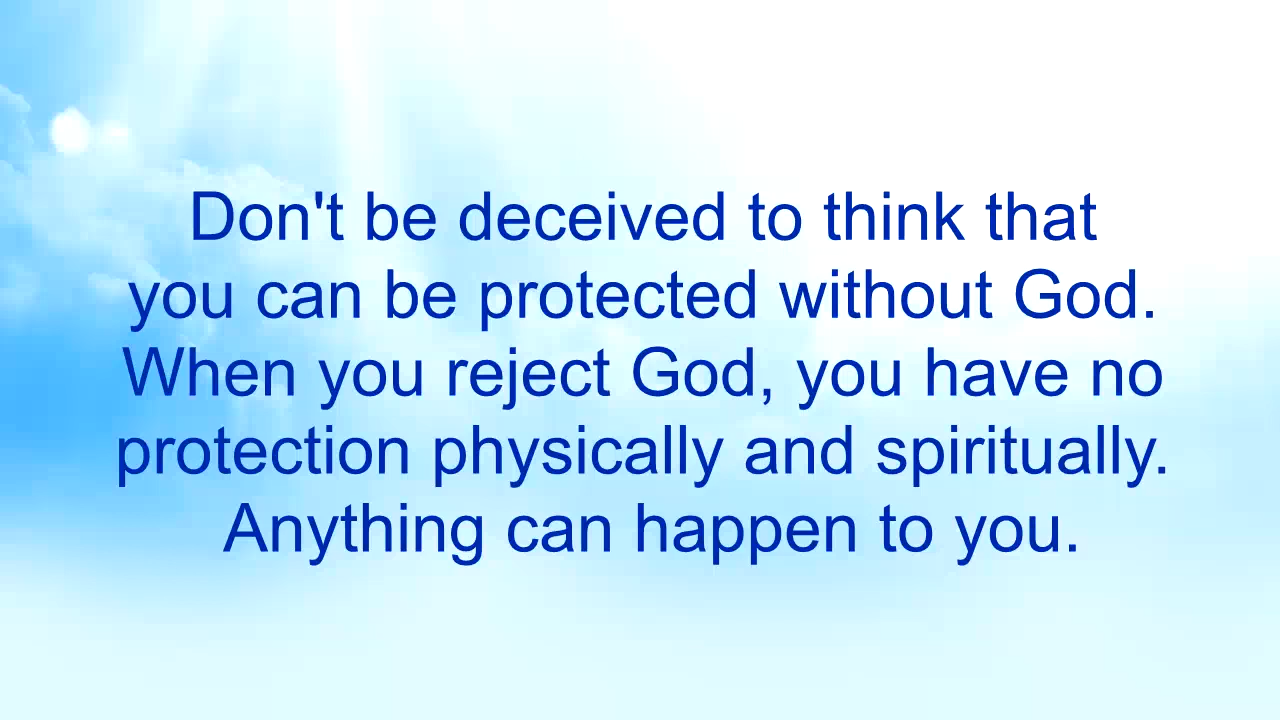 Don't be deceived to think that
you can be protected without God.
When you reject God, you have no
protection physically and spiritually.
Anything can happen to you.